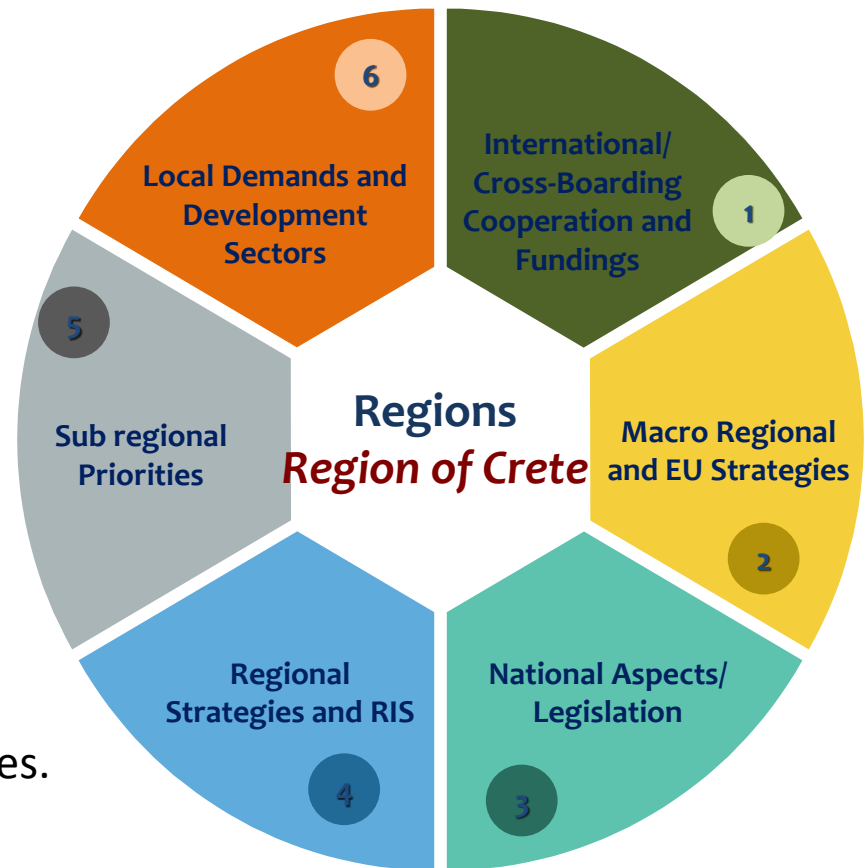 6
Local Demands and
Development
Sectors
International/
Cross-Boarding
Cooperation and
Fundings
1
5
Sub regional
Priorities
Regions
Region of Crete
Macro Regional
and EU Strategies
2
Regional
Strategies and RIS
4
National Aspects/
Legislation
3
es.